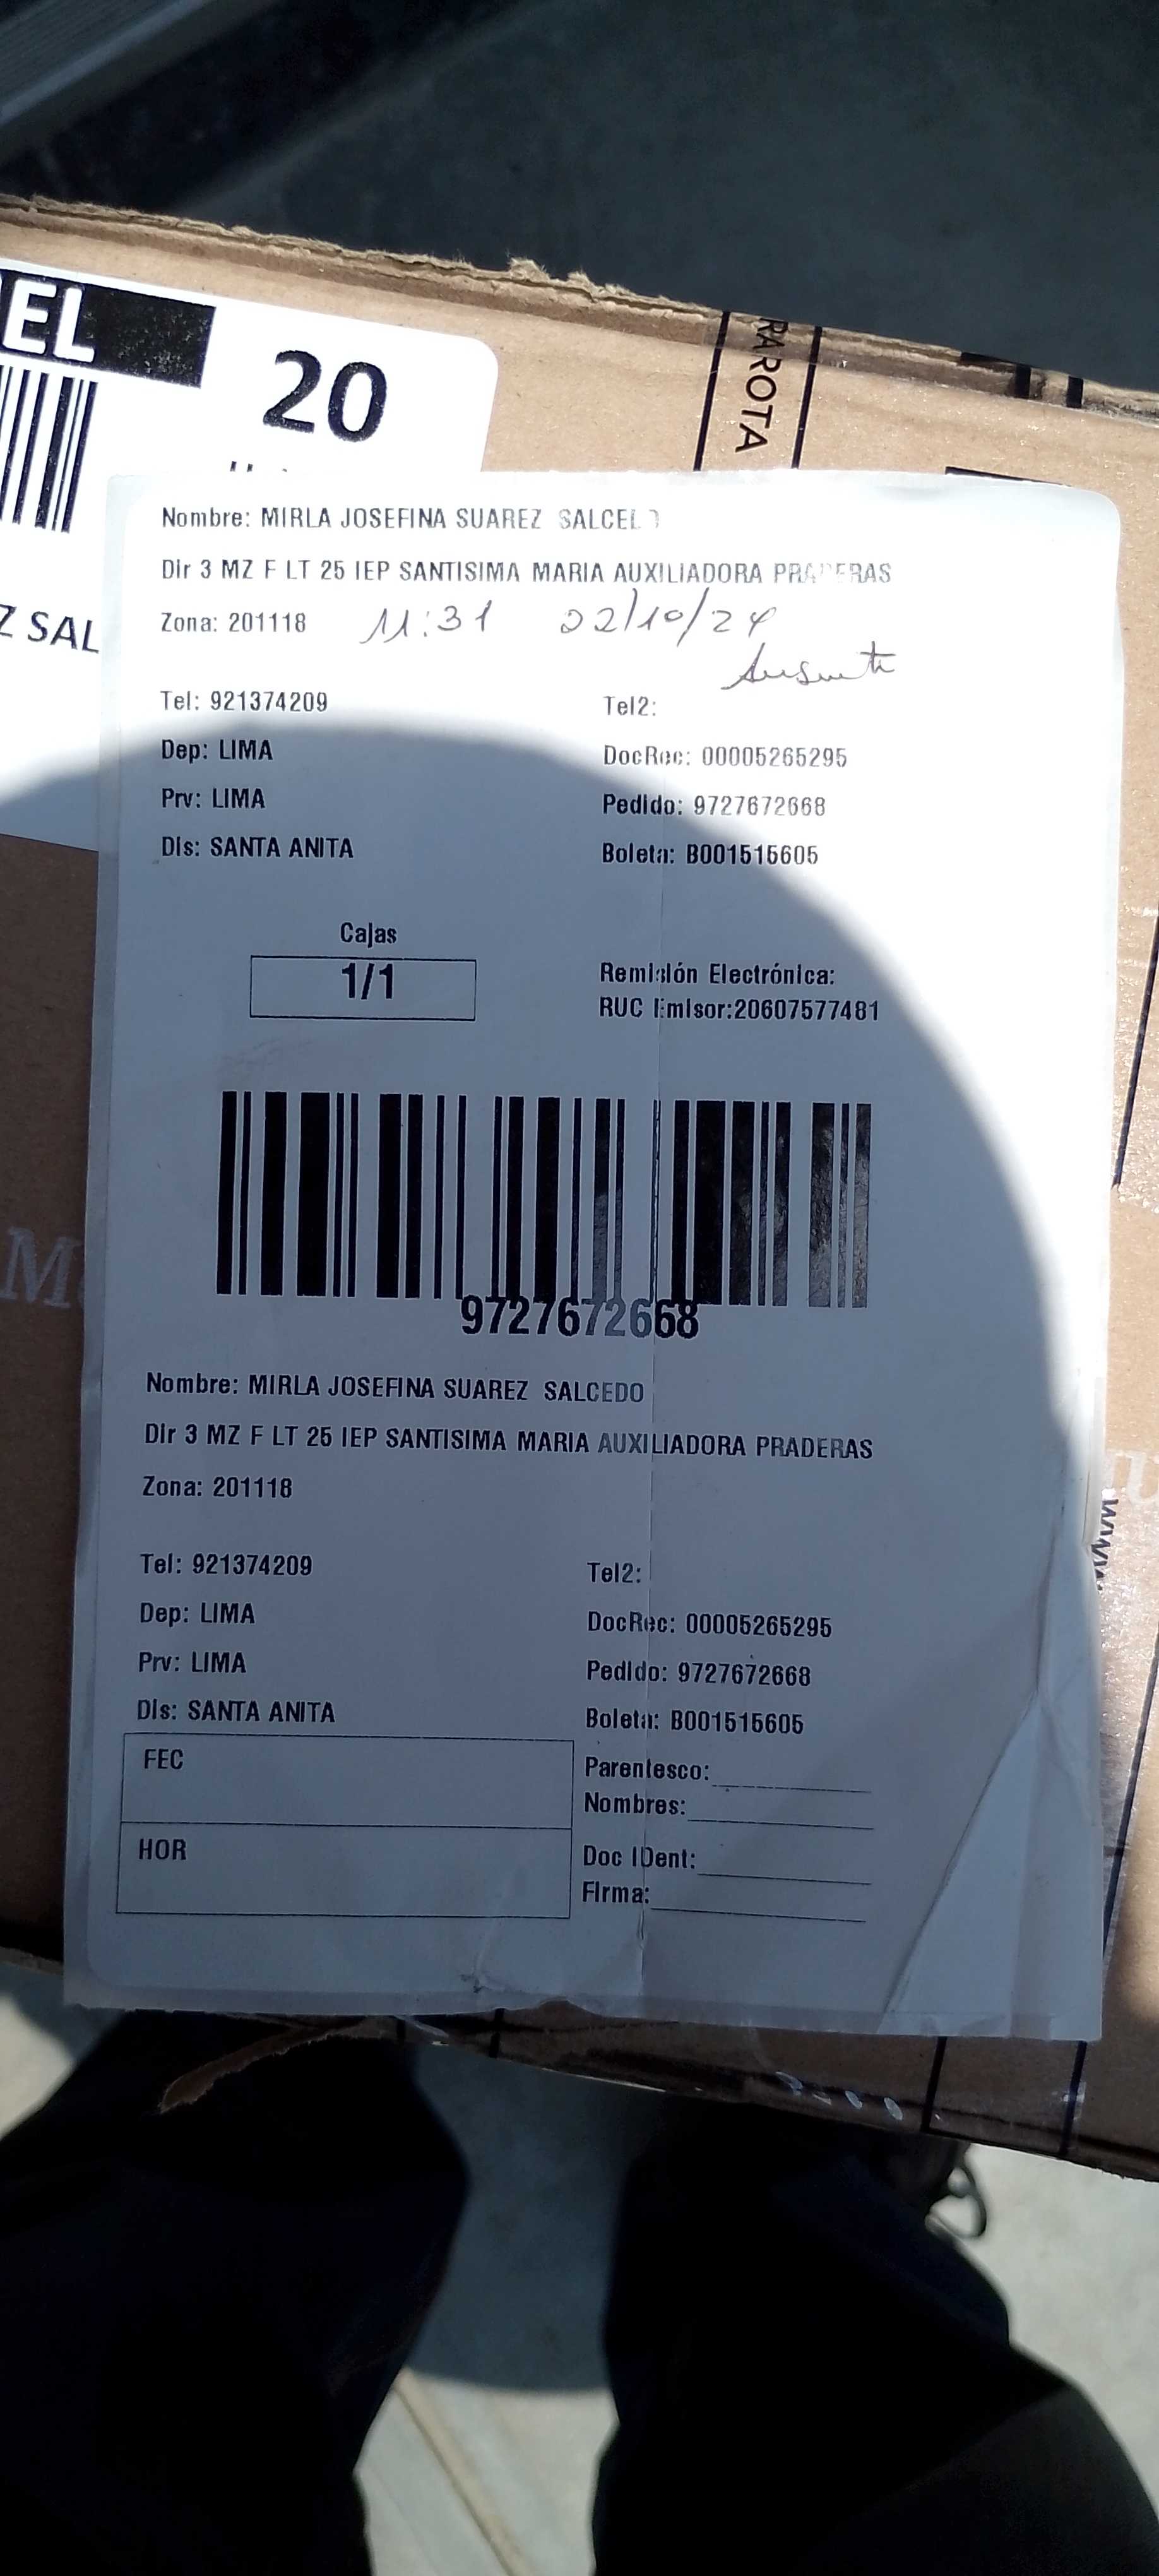 EL
20
RAROTA
Z SAL
Nombre: MIRLA JOSEFINA SUAREZ SALCEDO
Dir 3 MZ F LT 25 IEP SANTISIMA MARIA AUXILIADORA PRADERAS
Zona: 201118 11:31 02/10/24
Ausente
Tel: 921374209 Tel2:
Dep: LIMA DocRec: 00005265295
Prv: LIMA Pedido: 9727672668
Dis: SANTA ANITA Boleta: B001515605
Cajas
1/1
Remisión Electrónica:
RUC Emisor:20607577481
9727672668
Nombre: MIRLA JOSEFINA SUAREZ SALCEDO
Dir 3 MZ F LT 25 IEP SANTISIMA MARIA AUXILIADORA PRADERAS
Zona: 201118
Tel: 921374209 Tel2:
Dep: LIMA DocRec: 00005265295
Prv: LIMA Pedido: 9727672668
Dis: SANTA ANITA Boleta: B001515605
FEC
HOR
Parentesco:
Nombres:
Doc IDent:
Firma:
www